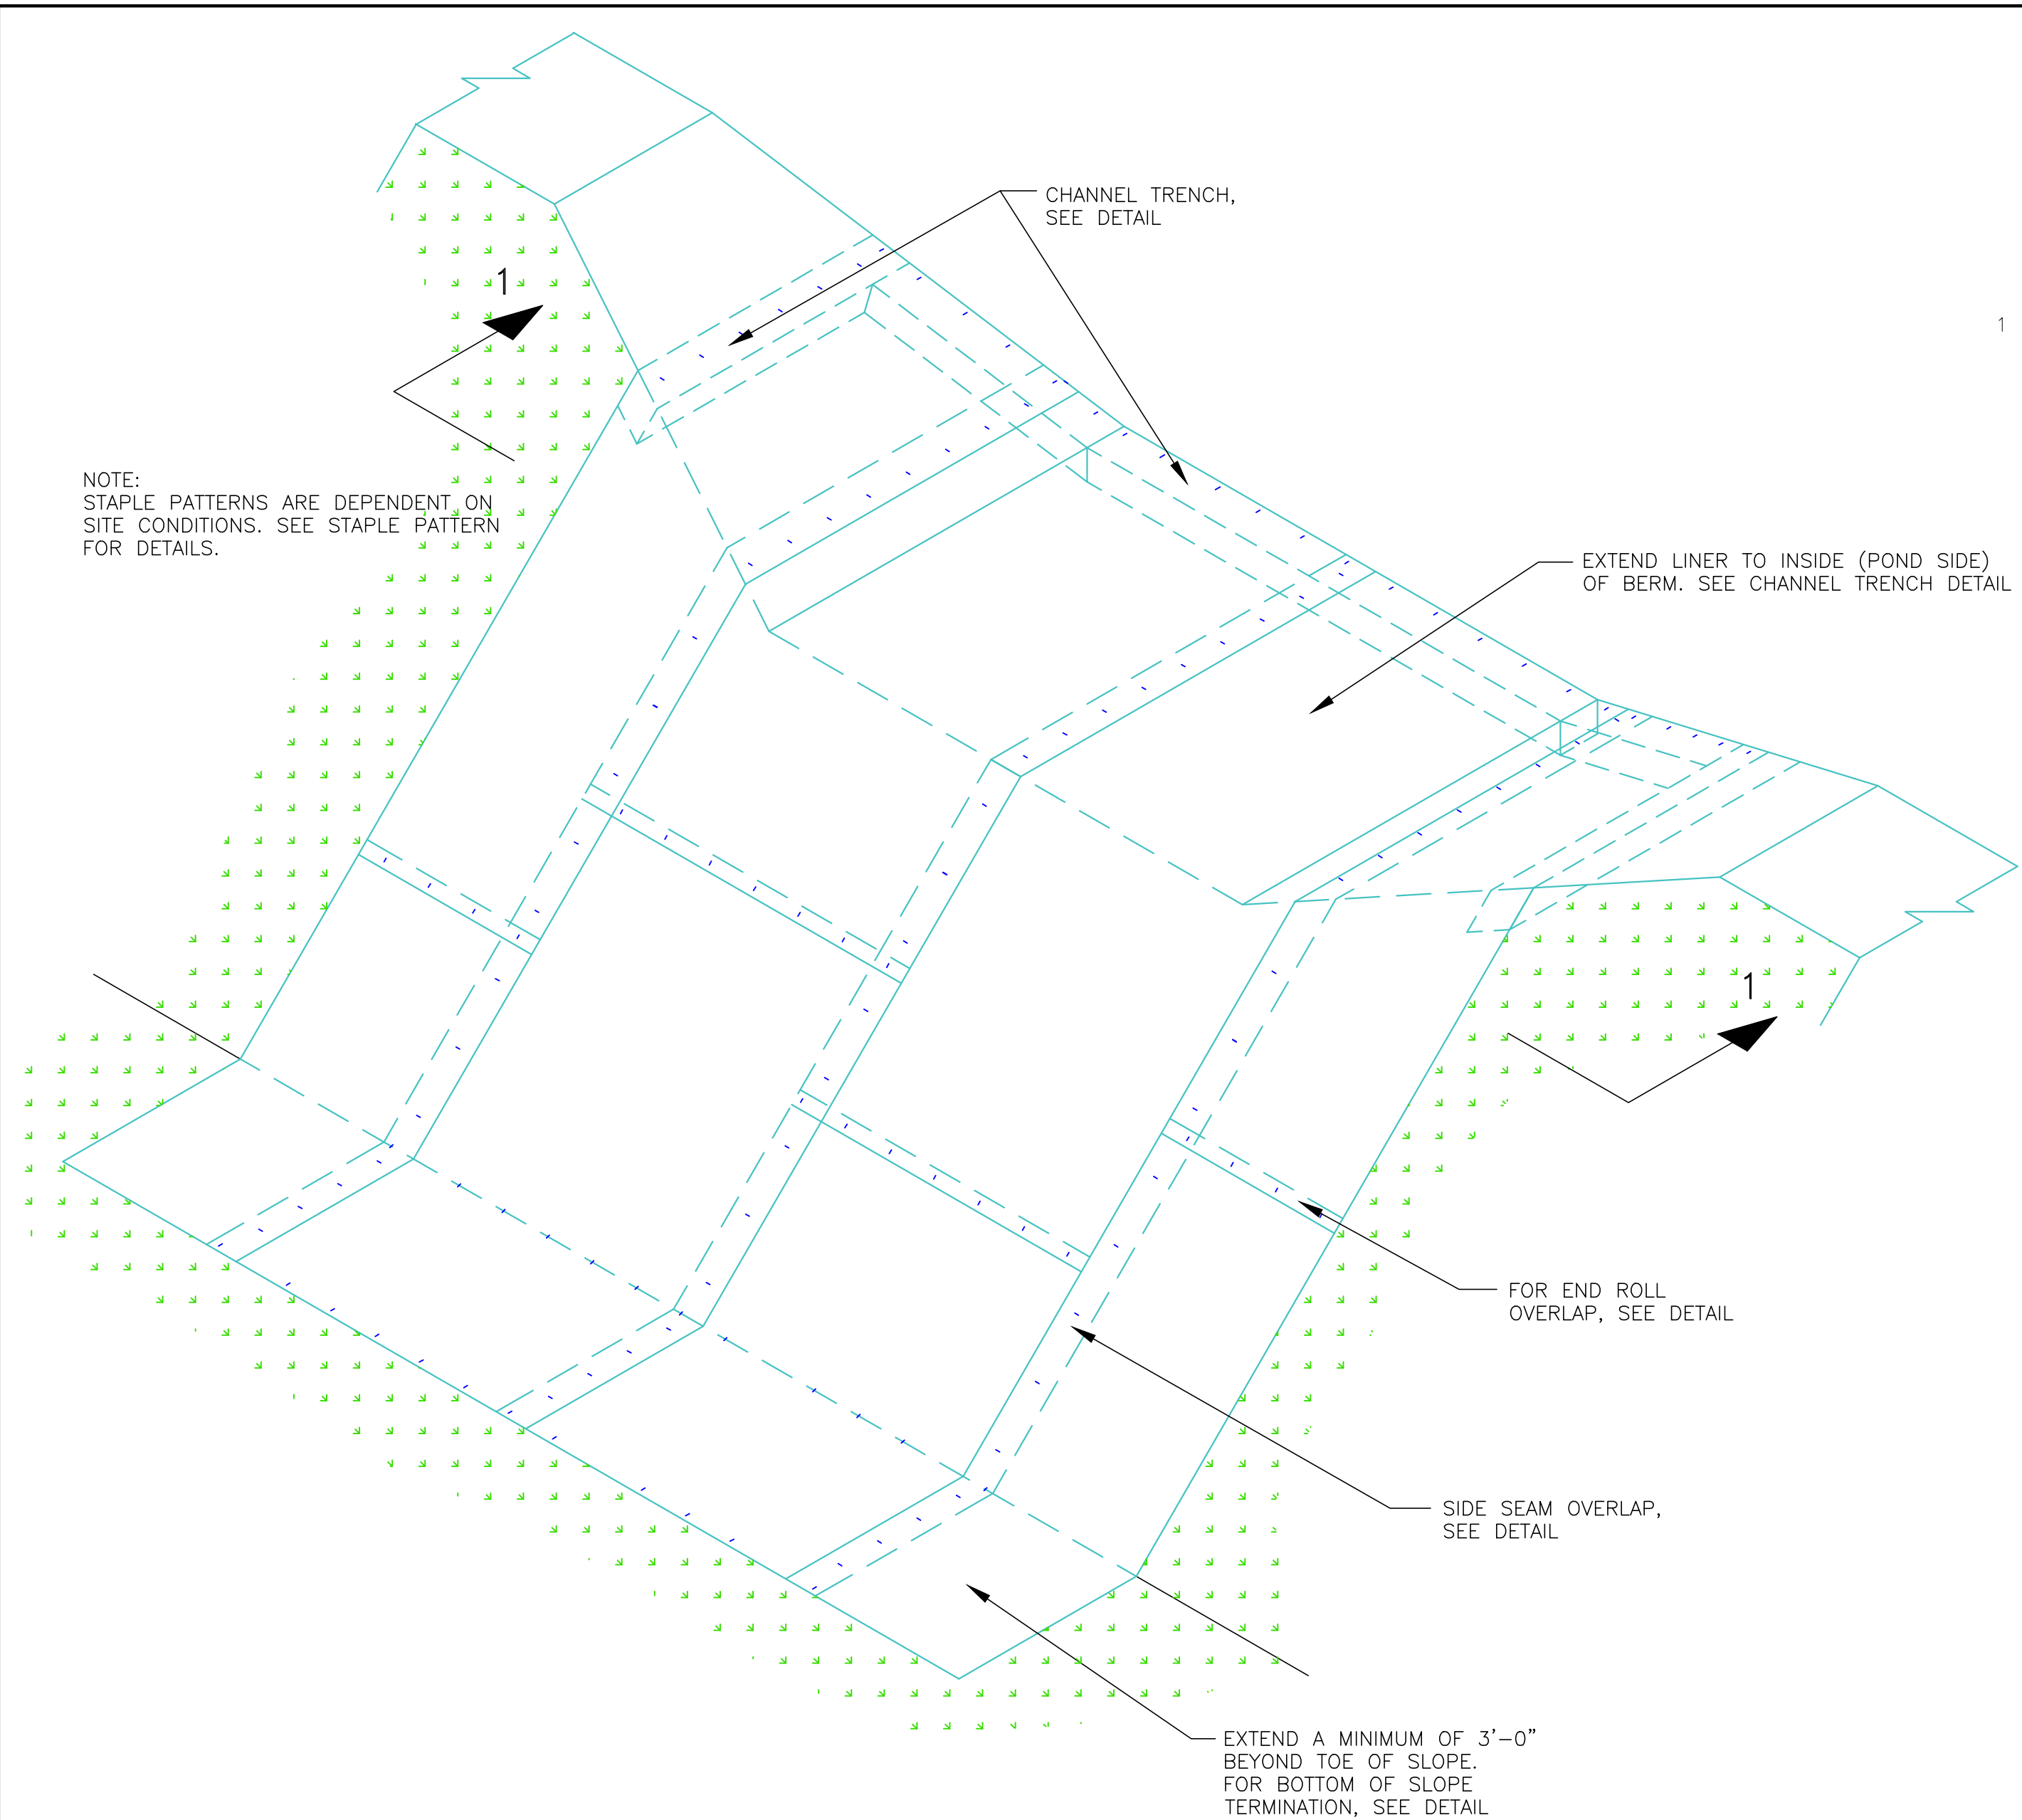 CHANNEL TRENCH,
SEE DETAIL
1
1
NOTE:
STAPLE PATTERNS ARE DEPENDENT ON
SITE CONDITIONS. SEE STAPLE PATTERN
FOR DETAILS.
EXTEND LINER TO INSIDE (POND SIDE)
OF BERM. SEE CHANNEL TRENCH DETAIL
1
FOR END ROLL
OVERLAP, SEE DETAIL
SIDE SEAM OVERLAP,
SEE DETAIL
EXTEND A MINIMUM OF 3'-0"
BEYOND TOE OF SLOPE.
FOR BOTTOM OF SLOPE
TERMINATION, SEE DETAIL